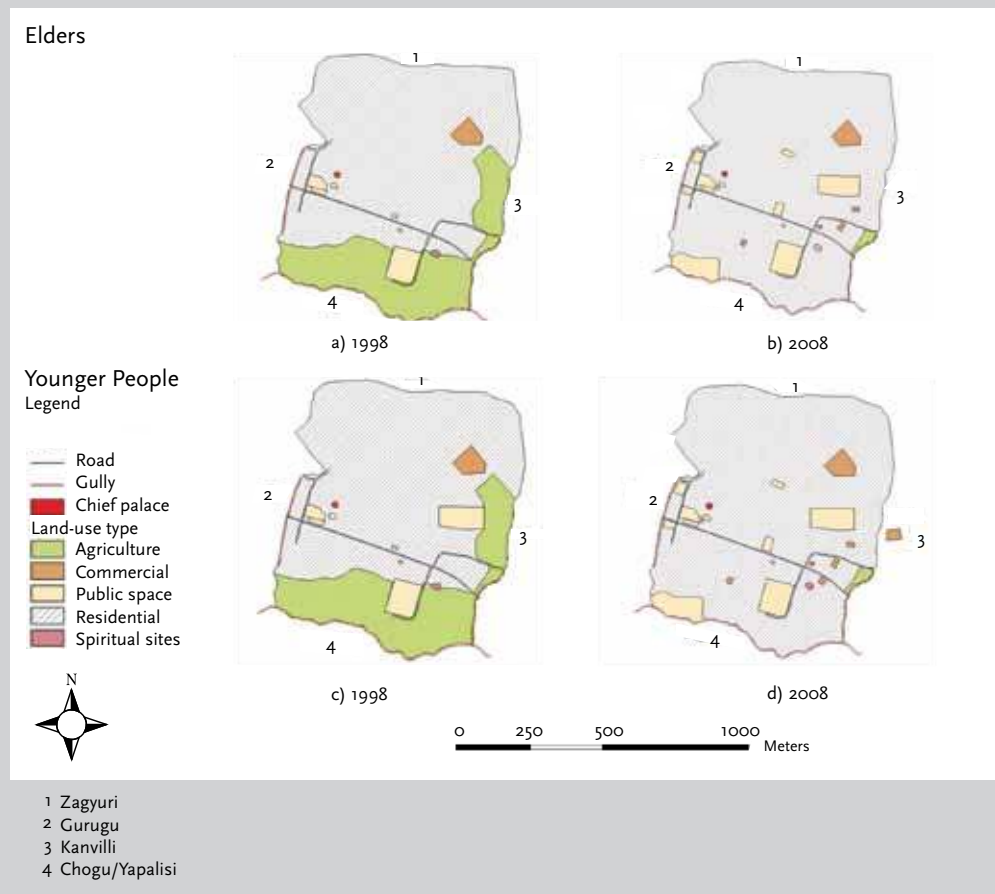 Elders
1
2
3
4
a) 1998
1
2
3
4
b) 2008
Younger People
Legend
Road
Gully
Chief palace
Land-use type
Agriculture
Commercial
Public space
Residential
Spiritual sites
N
1
2
3
4
c) 1998
1
2
3
4
d) 2008
0 250 500 1000
Meters
1 Zagyuri
2 Gurugu
3 Kanvilli
4 Chogu/Yapalisi